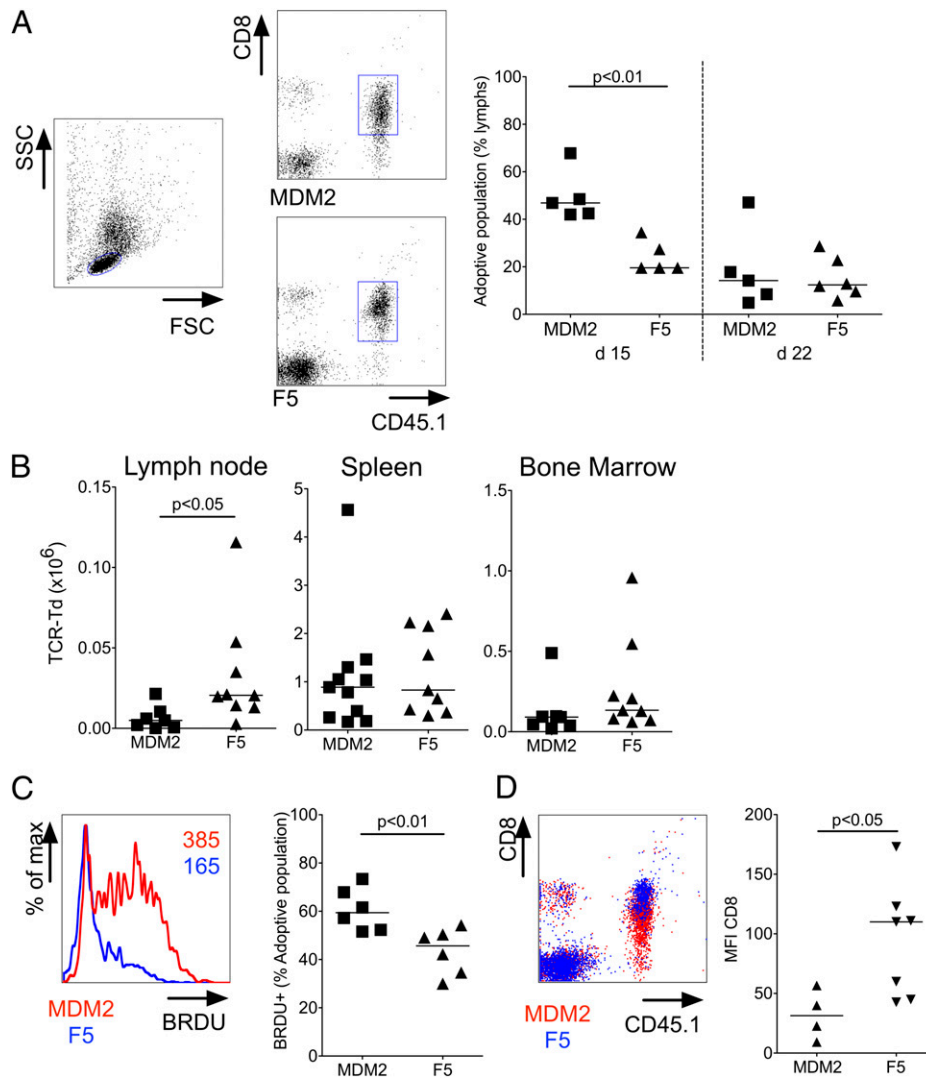 A
SSC
FSC
CD8
MDM2
F5
CD45.1
Adoptive population (% lymphs)
100
80
60
40
20
0
p<0.01
MDM2 F5 MDM2 F5
d 15 d 22
B
Lymph node Spleen Bone Marrow
TCR-Td (x10⁶)
0.15
0.10
0.05
0.00
p<0.05
MDM2 F5
5
4
3
2
1
0
MDM2 F5
1.5
1.0
0.5
0.0
MDM2 F5
C
% of max
385
165
MDM2
F5
BRDU
BRDU+ (% Adoptive population)
100
80
60
40
20
0
p<0.01
MDM2 F5
D
CD8
MDM2
F5
CD45.1
MFI CD8
200
150
100
50
0
p<0.05
MDM2 F5